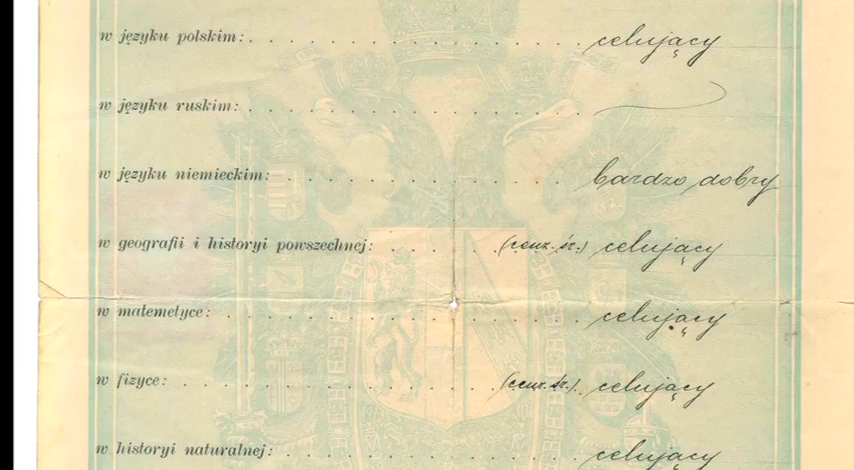 w języku polskim: celujący
w języku ruskim:
w języku niemieckim: bardzo dobry
w geografii i historyi powszechnej: (cenz. śr.) celujący
w matemetyce: celujący
w fizyce: (cenz. śr.) celujący
w historyi naturalnej: celujący